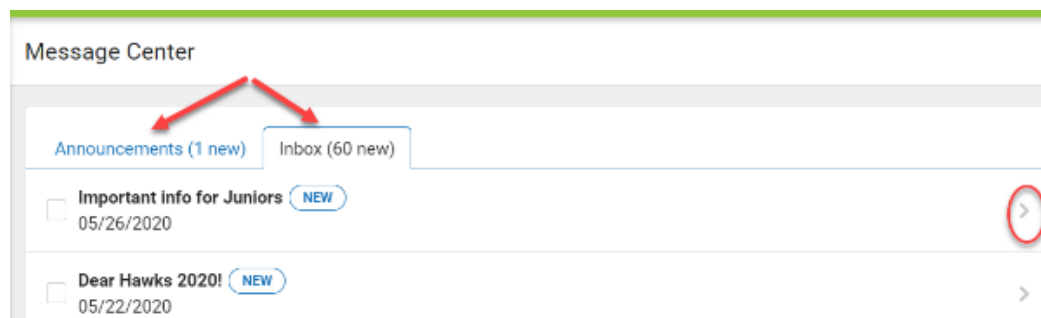 Message Center
Announcements (1 new) Inbox (60 new)
Important info for Juniors NEW
05/26/2020
Dear Hawks 2020! NEW
05/22/2020